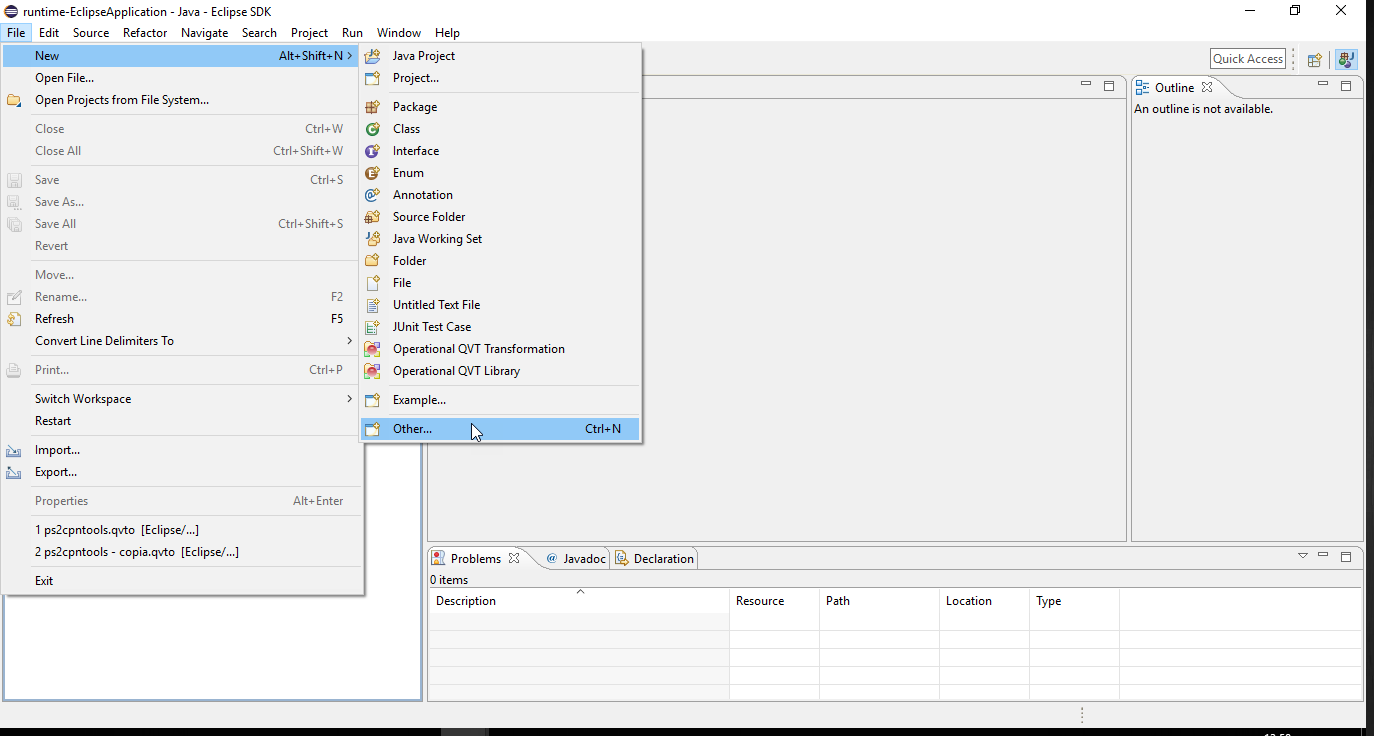 runtime-EclipseApplication - Java - Eclipse SDK
File Edit Source Refactor Navigate Search Project Run Window Help
New Alt+Shift+N
Open File...
Open Projects from File System...
Close Ctrl+W
Close All Ctrl+Shift+W
Save Ctrl+S
Save As...
Save All Ctrl+Shift+S
Revert
Move...
Rename... F2
Refresh F5
Convert Line Delimiters To
Print... Ctrl+P
Switch Workspace
Restart
Import...
Export...
Properties Alt+Enter
1 ps2cpntools.qvto [Eclipse/...]
2 ps2cpntools - copia.qvto [Eclipse/...]
Exit
Java Project
Project...
Package
Class
Interface
Enum
Annotation
Source Folder
Java Working Set
Folder
File
Untitled Text File
JUnit Test Case
Operational QVT Transformation
Operational QVT Library
Example...
Other... Ctrl+N
Quick Access
Outline
An outline is not available.
Problems @ Javadoc Declaration
0 items
Description Resource Path Location Type